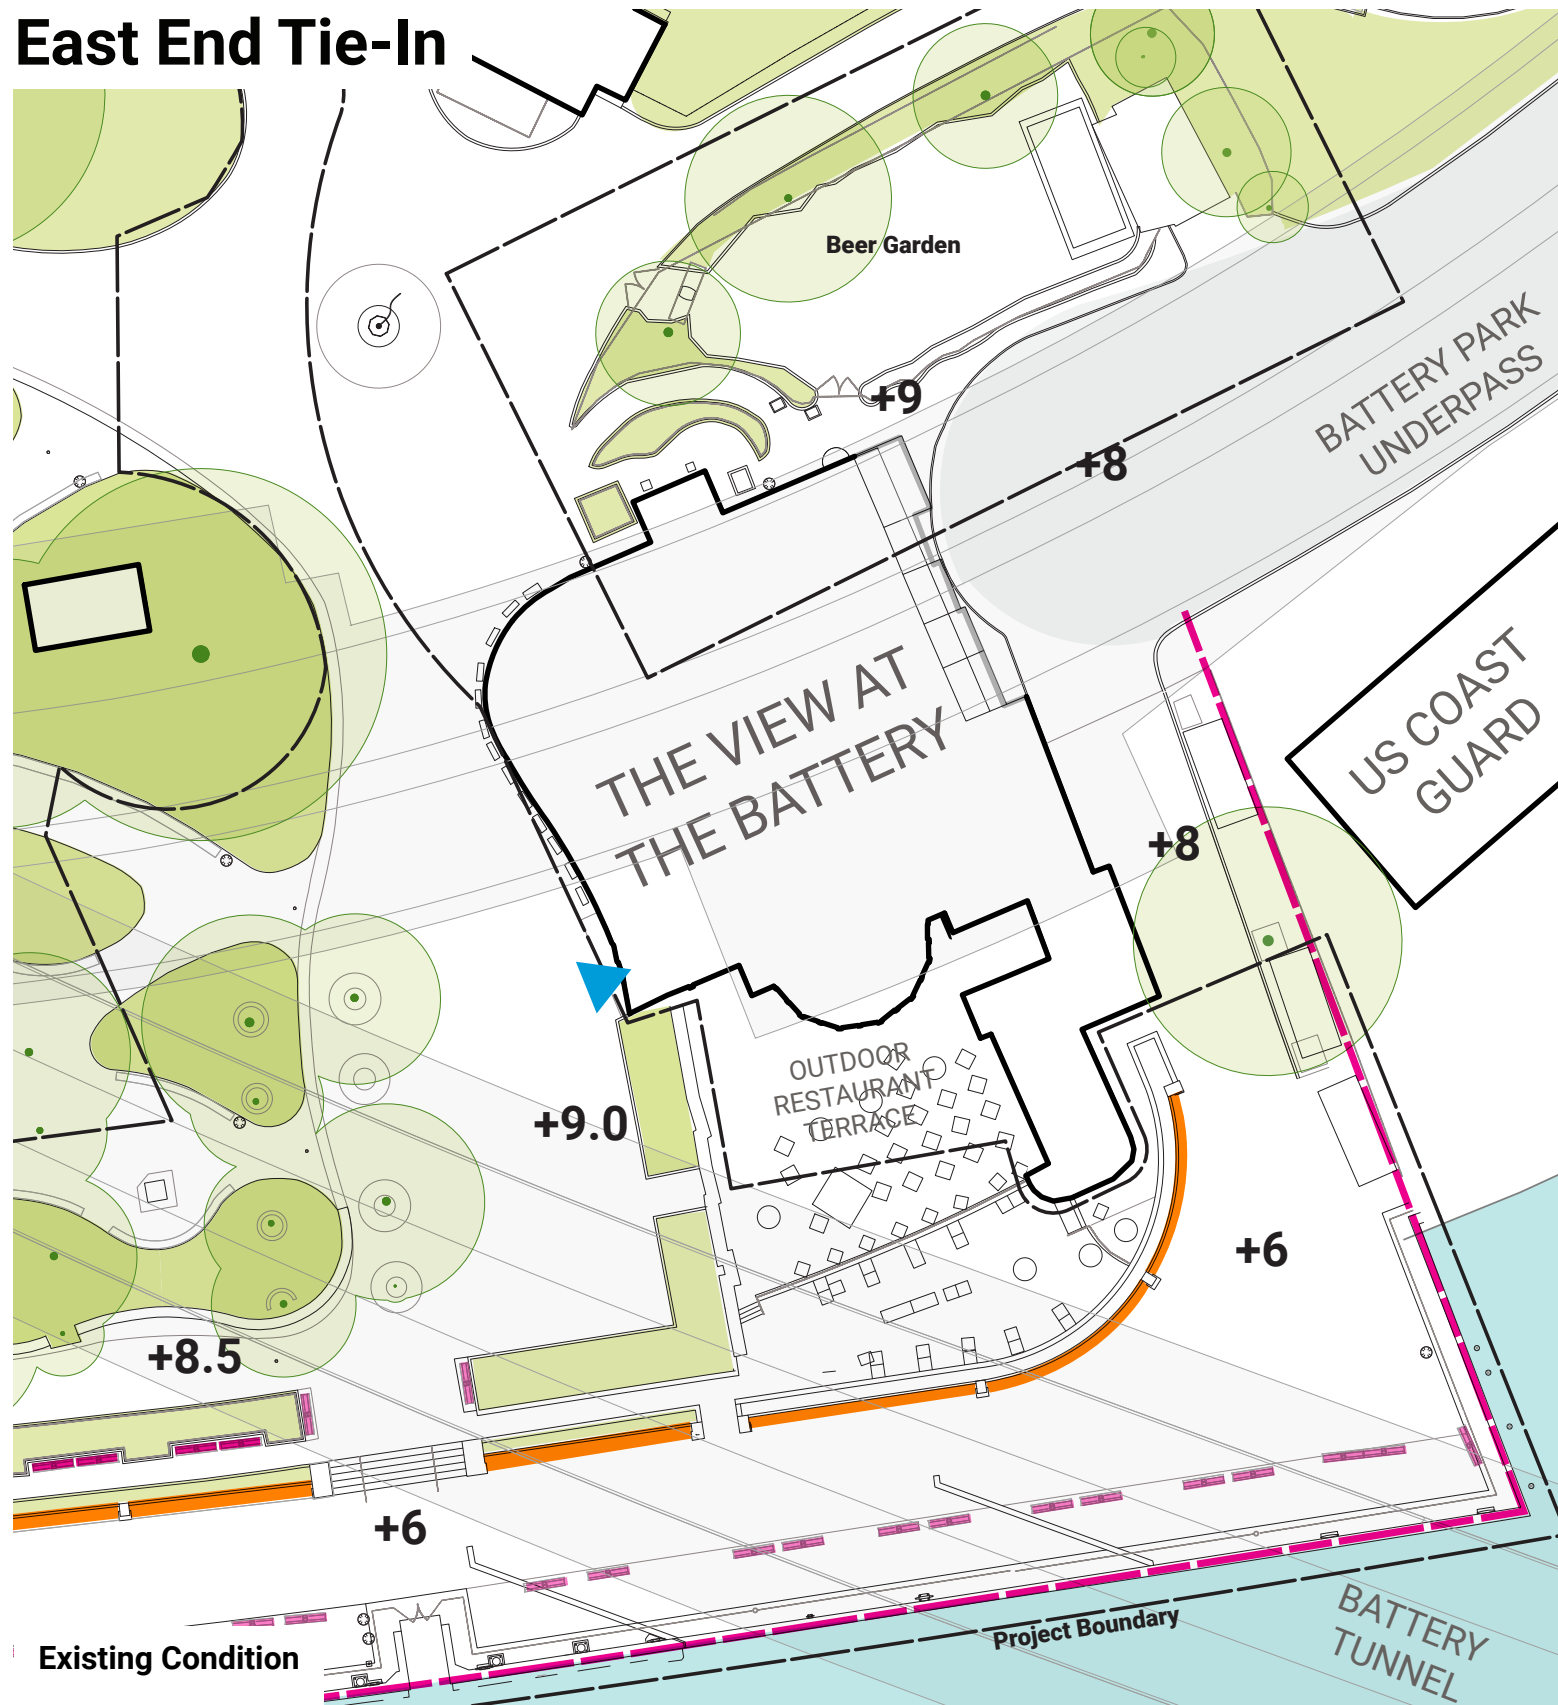 East End Tie-In
Beer Garden
+9
+8
BATTERY PARK
UNDERPASS
THE VIEW AT
THE BATTERY
US COAST
GUARD
+8
OUTDOOR
RESTAURANT
TERRACE
+9.0
+6
+8.5
+6
Project Boundary
BATTERY
TUNNEL
Existing Condition